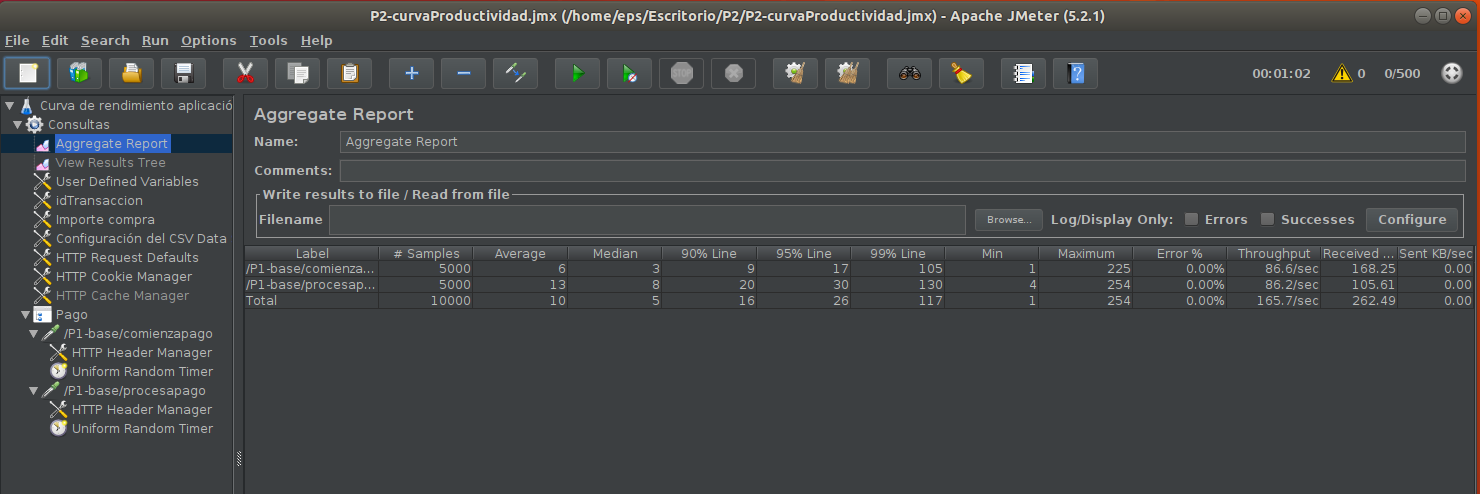 P2-curvaProductividad.jmx (/home/eps/Escritorio/P2/P2-curvaProductividad.jmx) - Apache JMeter (5.2.1)
File Edit Search Run Options Tools Help
STOP 00:01:02 0 0/500
Curva de rendimiento aplicació
Consultas
Aggregate Report
View Results Tree
User Defined Variables
idTransaccion
Importe compra
Configuración del CSV Data
HTTP Request Defaults
HTTP Cookie Manager
HTTP Cache Manager
Pago
/P1-base/comienzapago
HTTP Header Manager
Uniform Random Timer
/P1-base/procesapago
HTTP Header Manager
Uniform Random Timer
Aggregate Report
Name: Aggregate Report
Comments:
Write results to file / Read from file
Filename Browse... Log/Display Only: Errors Successes Configure
Label # Samples Average Median 90% Line 95% Line 99% Line Min Maximum Error % Throughput Received ... Sent KB/sec
/P1-base/comienza... 5000 6 3 9 17 105 1 225 0.00% 86.6/sec 168.25 0.00
/P1-base/procesap... 5000 13 8 20 30 130 4 254 0.00% 86.2/sec 105.61 0.00
Total 10000 10 5 16 26 117 1 254 0.00% 165.7/sec 262.49 0.00